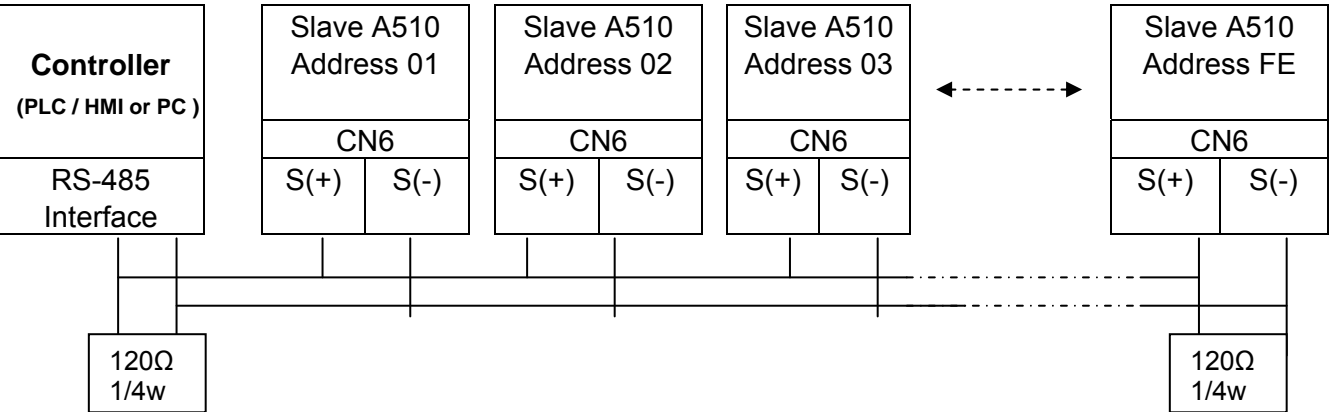 Controller
(PLC / HMI or PC )
RS-485
Interface
Slave A510
Address 01
CN6
S(+) S(-)
Slave A510
Address 02
CN6
S(+) S(-)
Slave A510
Address 03
CN6
S(+) S(-)
Slave A510
Address FE
CN6
S(+) S(-)
120Ω
1/4w
120Ω
1/4w